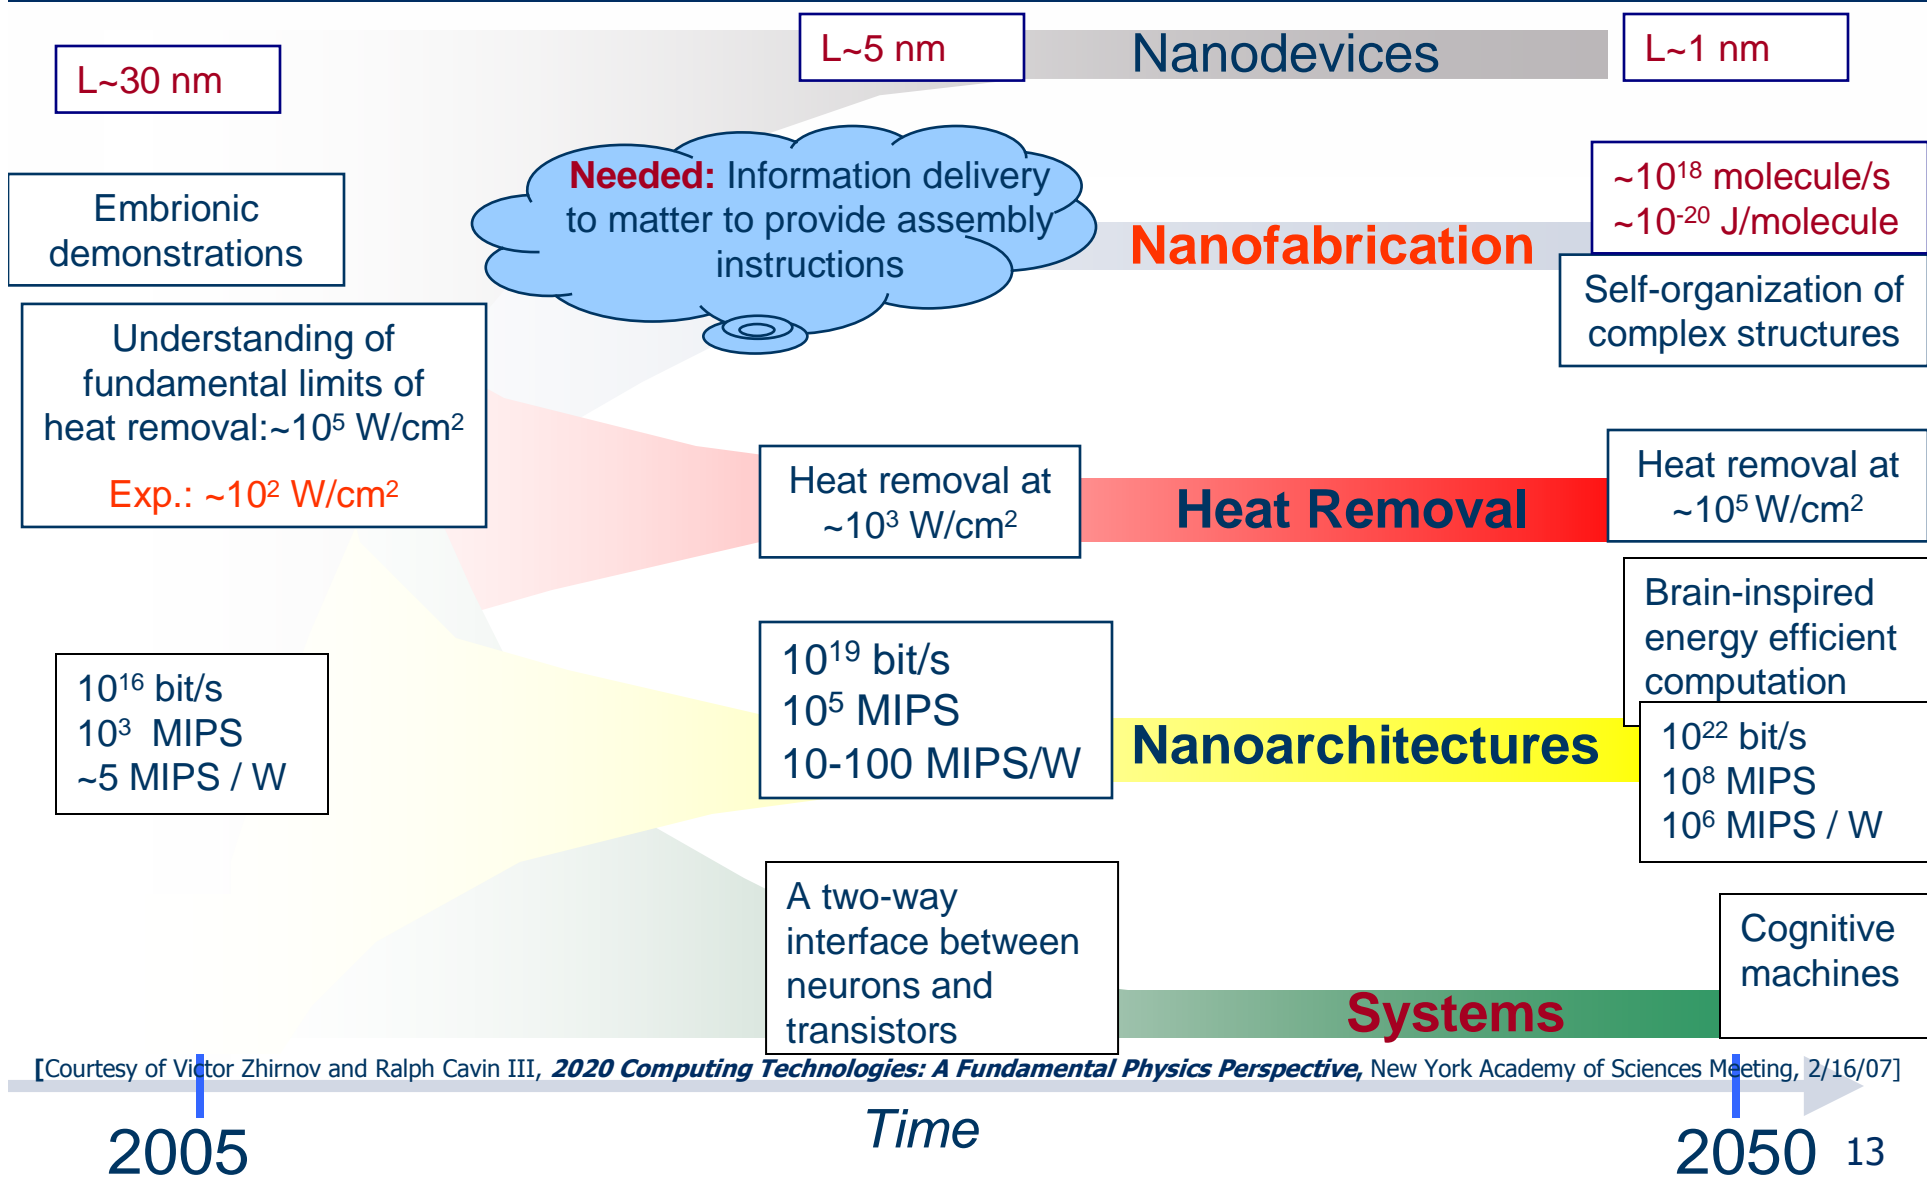 L~30 nm
L~5 nm
Nanodevices
L~1 nm
Embrionic
demonstrations
Needed: Information delivery
to matter to provide assembly
instructions
Nanofabrication
~10¹⁸ molecule/s
~10⁻²⁰ J/molecule
Self-organization of
complex structures
Understanding of
fundamental limits of
heat removal:~10⁵ W/cm²
Exp.: ~10² W/cm²
Heat removal at
~10³ W/cm²
Heat Removal
Heat removal at
~10⁵ W/cm²
10¹⁶ bit/s
10³ MIPS
~5 MIPS / W
10¹⁹ bit/s
10⁵ MIPS
10-100 MIPS/W
Nanoarchitectures
Brain-inspired
energy efficient
computation
10²² bit/s
10⁸ MIPS
10⁶ MIPS / W
A two-way
interface between
neurons and
transistors
Systems
Cognitive
machines
[Courtesy of Victor Zhirnov and Ralph Cavin III, 2020 Computing Technologies: A Fundamental Physics Perspective, New York Academy of Sciences Meeting, 2/16/07]
2005
Time
2050
13